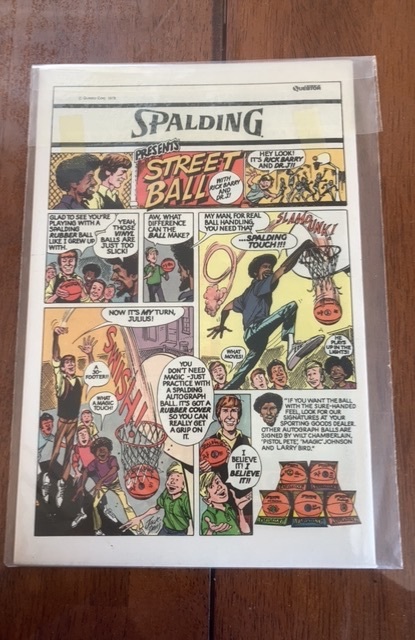 Questor
SPALDING
PRESENTS
STREET
BALL
WITH
RICK BARRY
AND
DR.J!
HEY LOOK!
IT'S RICK BARRY
AND DR.J!!
GLAD TO SEE YOU'RE
PLAYING WITH A
SPALDING
RUBBER BALL
LIKE I GREW UP
WITH.
YEAH,
THOSE
VINYL
BALLS ARE
JUST TOO
SLICK!
AW, WHAT
DIFFERENCE
CAN THE
BALL MAKE?
MY MAN, FOR REAL
BALL HANDLING,
YOU NEED THAT
...SPALDING
TOUCH!!!
SLAMDUNK!
WHAT
MOVES!
HE
PLAYS
UP IN THE
LIGHTS!
NOW IT'S MY TURN,
JULIUS!
A
30-
FOOTER!!
WHAT
A MAGIC
TOUCH!
SWISH!
YOU
DON'T NEED
MAGIC--JUST
PRACTICE WITH
A SPALDING
AUTOGRAPH
BALL. IT'S GOT A
RUBBER COVER
SO YOU CAN
REALLY GET
A GRIP ON
IT.
I
BELIEVE
IT! I
BELIEVE
IT!!
"IF YOU WANT THE BALL
WITH THE SURE-HANDED
FEEL, LOOK FOR OUR
SIGNATURES AT YOUR
SPORTING GOODS DEALER.
OTHER AUTOGRAPH BALLS ARE
SIGNED BY WILT CHAMBERLAIN,
"PISTOL PETE," "MAGIC" JOHNSON
AND LARRY BIRD."